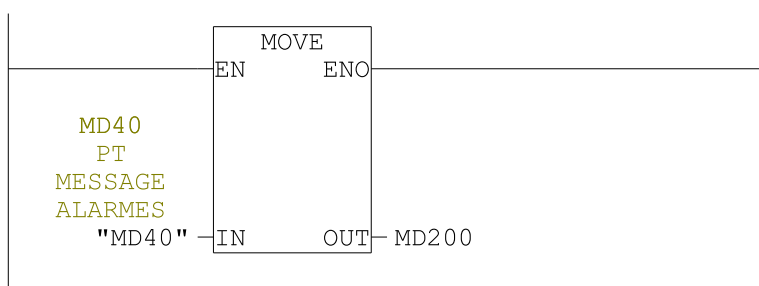 MOVE
EN ENO
MD40
PT
MESSAGE
ALARMES
"MD40" IN OUT MD200